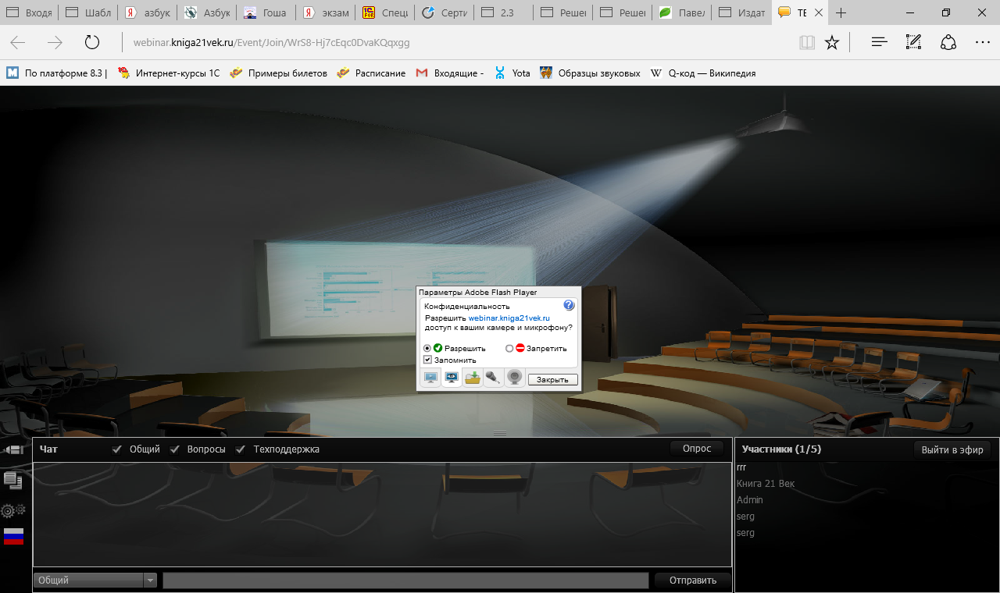 Входя
Шабл
азбук
Азбук
Гоша
экзам
Специ
Серти
2.3
Решен
Решен
Павел
Издат
ТЕ
webinar.kniga21vek.ru/Event/Join/WrS8-Hj7cEqc0DvaKQqxgg
По платформе 8.3 |
Интернет-курсы 1С
Примеры билетов
Расписание
Входящие -
Yota
Образцы звуковых
Q-код — Википедия
Параметры Adobe Flash Player
Конфиденциальность
Разрешить webinar.kniga21vek.ru
доступ к вашим камере и микрофону?
Разрешить
Запретить
Запомнить
Закрыть
Чат
Общий
Вопросы
Техподдержка
Опрос
Участники (1/5)
Выйти в эфир
rrr
Книга 21 Век
Admin
serg
serg
Общий
Отправить